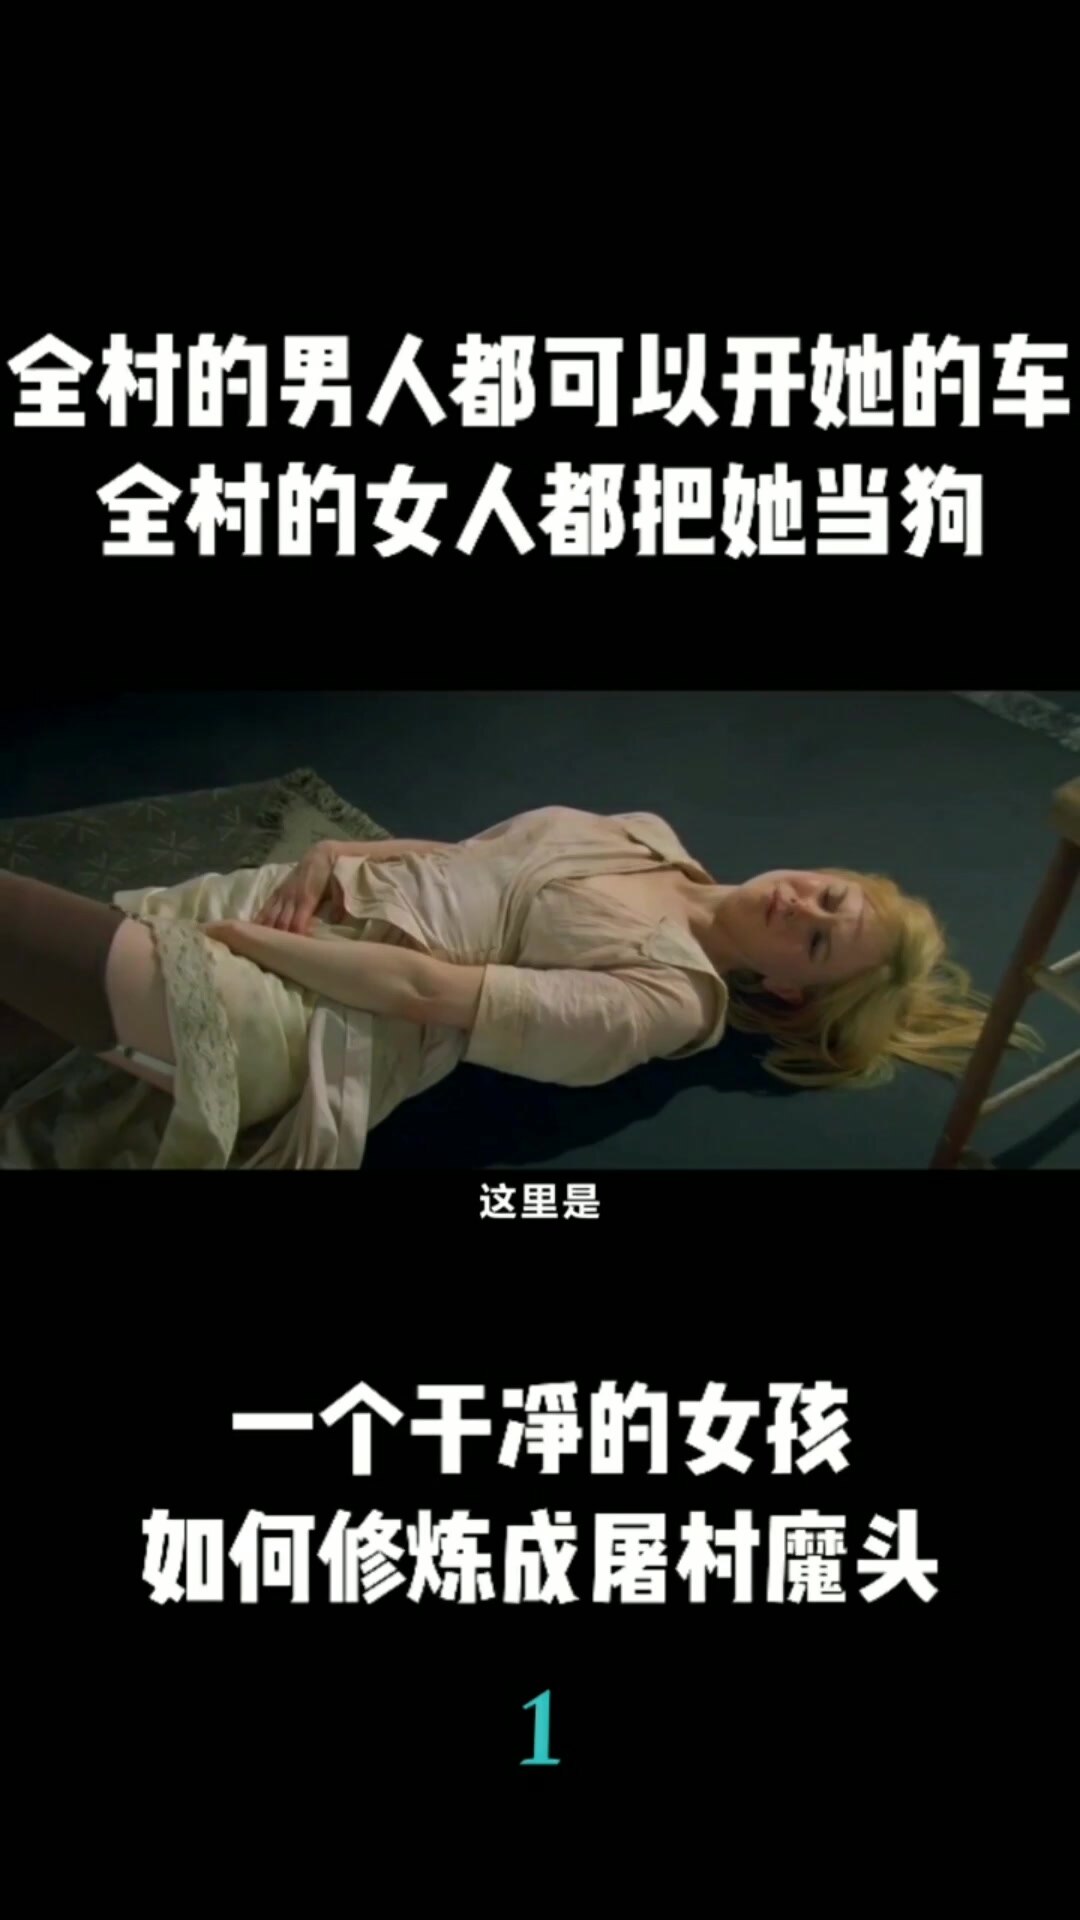 全村的男人都可以开她的车
全村的女人都把她当狗
这里是
一个干净的女孩
如何修炼成屠村魔头
1